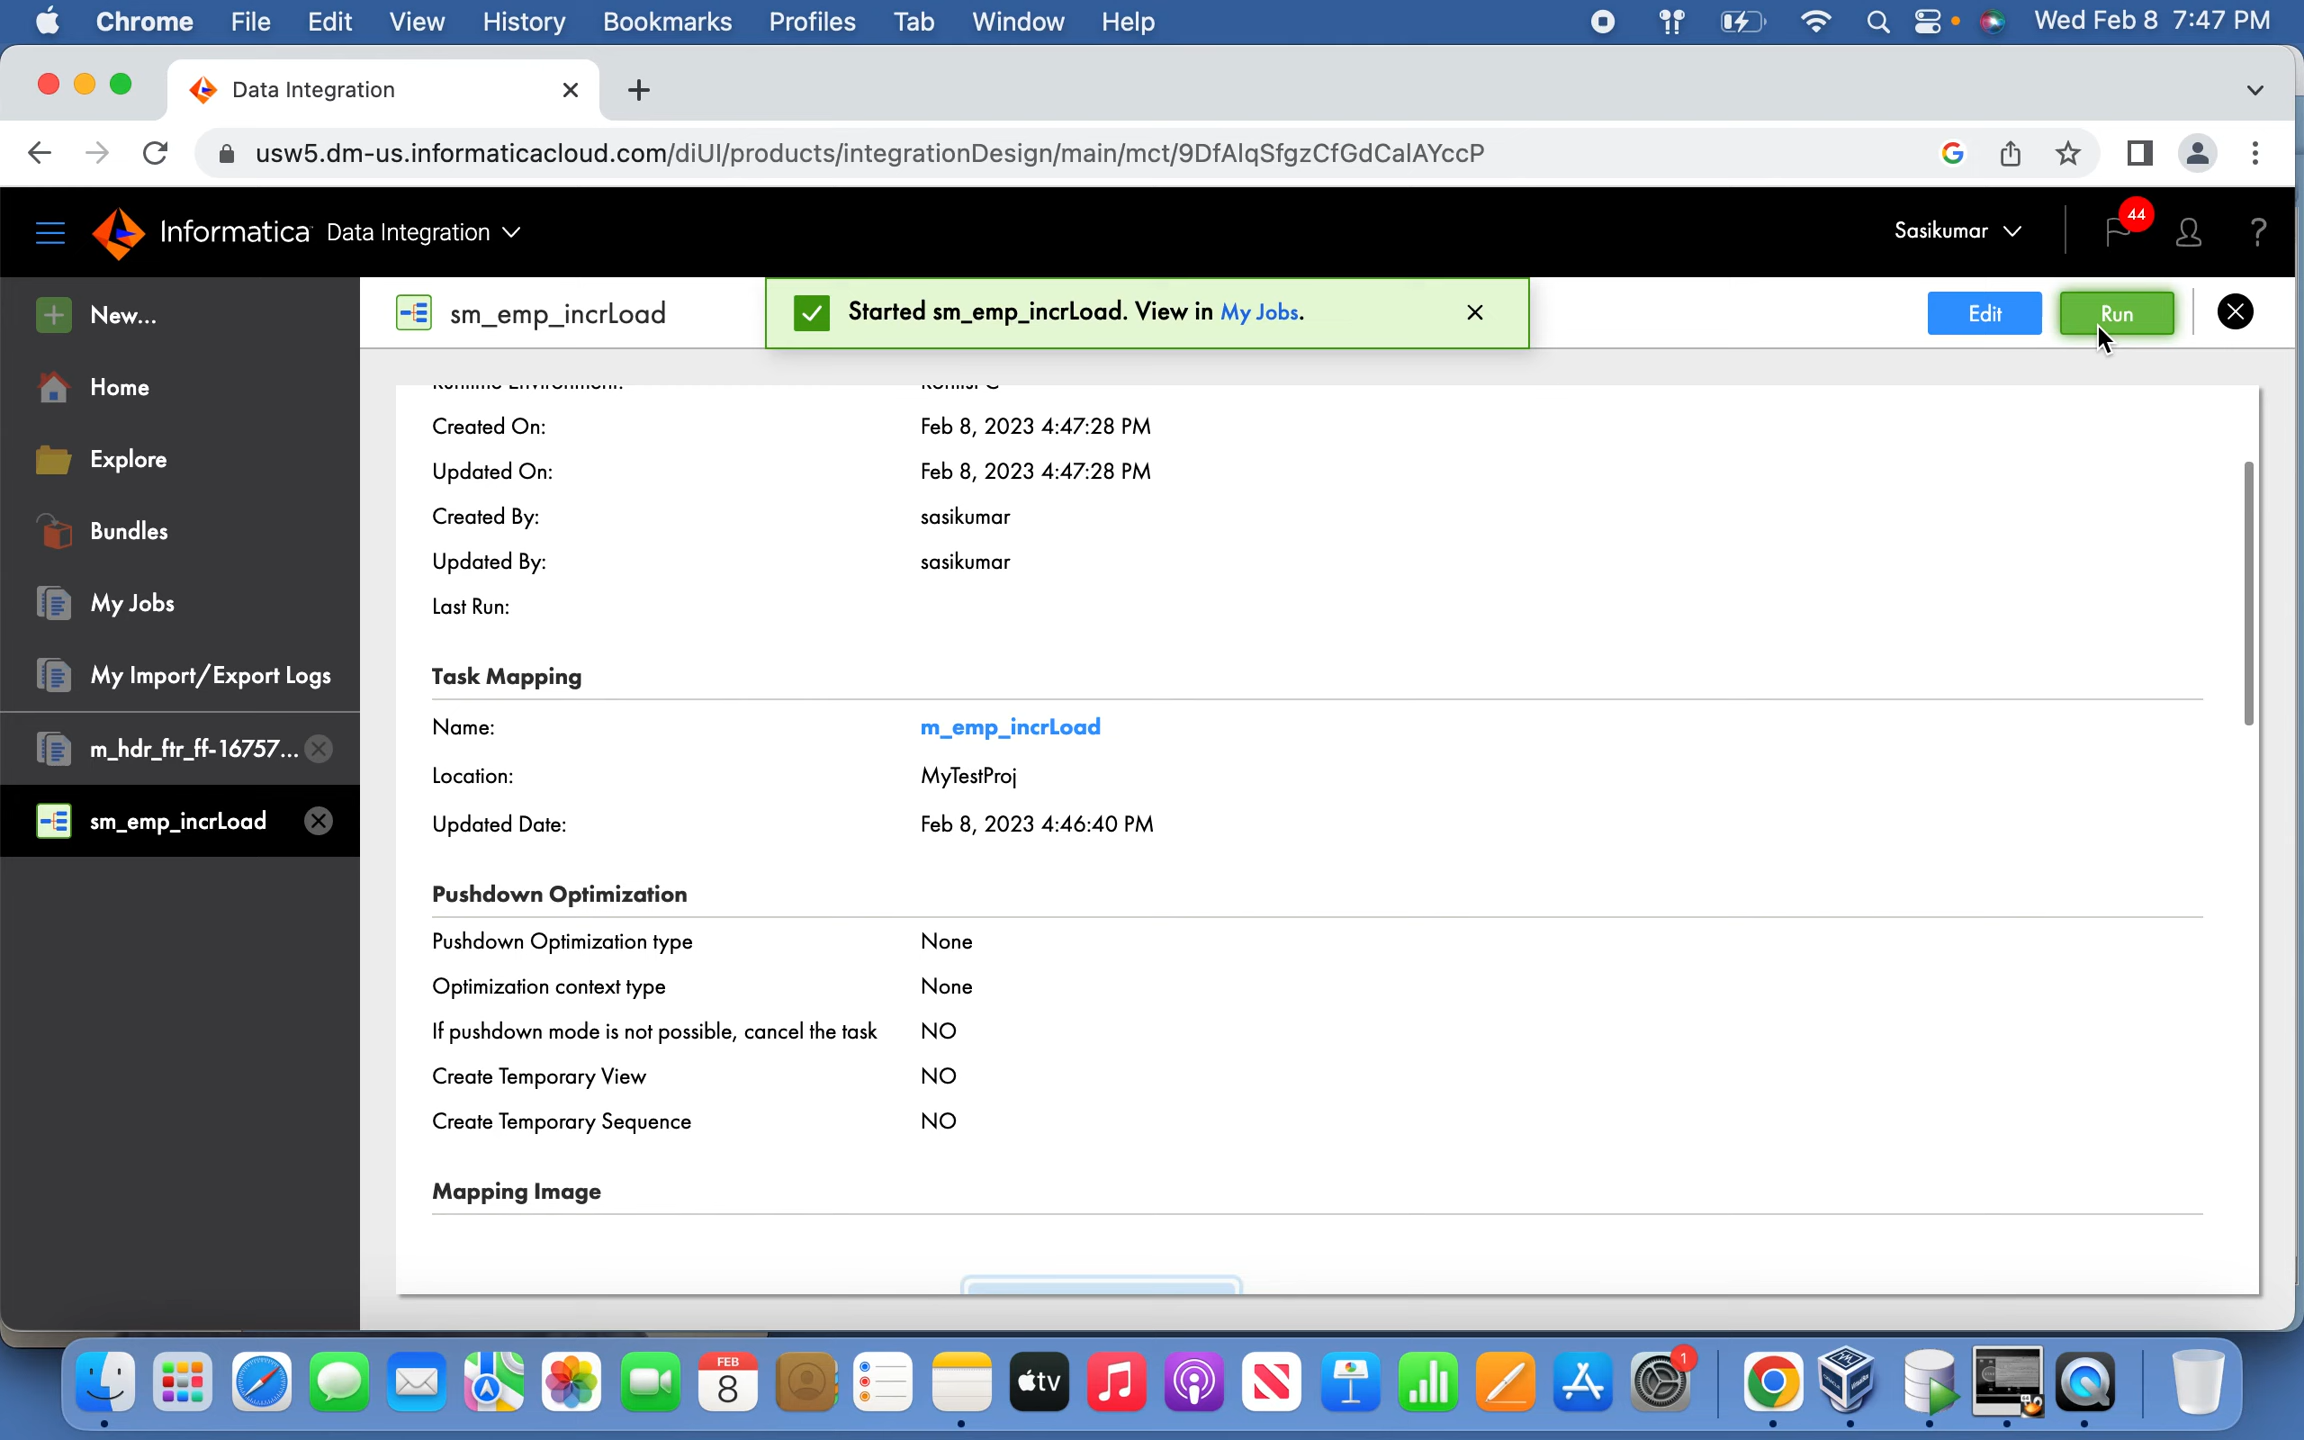 Chrome File Edit View History Bookmarks Profiles Tab Window Help Wed Feb 8 7:47 PM
Data Integration
usw5.dm-us.informaticacloud.com/diUI/products/integrationDesign/main/mct/9DfAlqSfgzCfGdCalAYccP
Informatica Data Integration Sasikumar 44 ?
New...
Home
Explore
Bundles
My Jobs
My Import/Export Logs
m_hdr_ftr_ff-16757...
sm_emp_incrLoad
sm_emp_incrLoad
Started sm_emp_incrLoad. View in My Jobs.
Edit Run
Created On: Feb 8, 2023 4:47:28 PM
Updated On: Feb 8, 2023 4:47:28 PM
Created By: sasikumar
Updated By: sasikumar
Last Run:
Task Mapping
Name: m_emp_incrLoad
Location: MyTestProj
Updated Date: Feb 8, 2023 4:46:40 PM
Pushdown Optimization
Pushdown Optimization type None
Optimization context type None
If pushdown mode is not possible, cancel the task NO
Create Temporary View NO
Create Temporary Sequence NO
Mapping Image
FEB
8
tv
1